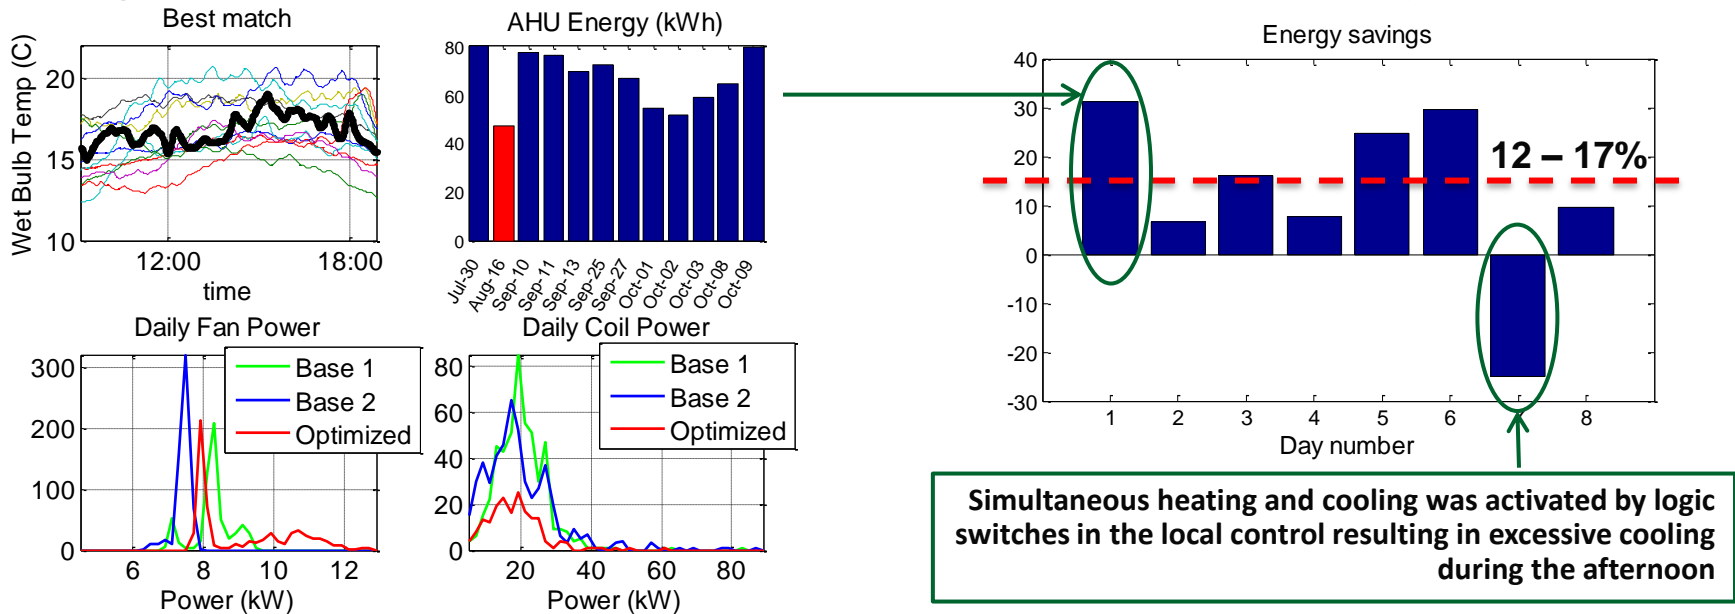 Best match
Wet Bulb Temp (C)
20
15
10
12:00
18:00
time
AHU Energy (kWh)
80
60
40
20
0
Jul-30
Aug-16
Sep-10
Sep-11
Sep-13
Sep-25
Sep-27
Oct-01
Oct-02
Oct-03
Oct-08
Oct-09
Energy savings
40
30
20
10
0
-10
-20
-30
12 – 17%
1
2
3
4
5
6
7
8
Day number
Daily Fan Power
300
200
100
0
6
8
10
12
Power (kW)
Base 1
Base 2
Optimized
Daily Coil Power
80
60
40
20
0
20
40
60
80
Power (kW)
Base 1
Base 2
Optimized
Simultaneous heating and cooling was activated by logic
switches in the local control resulting in excessive cooling
during the afternoon